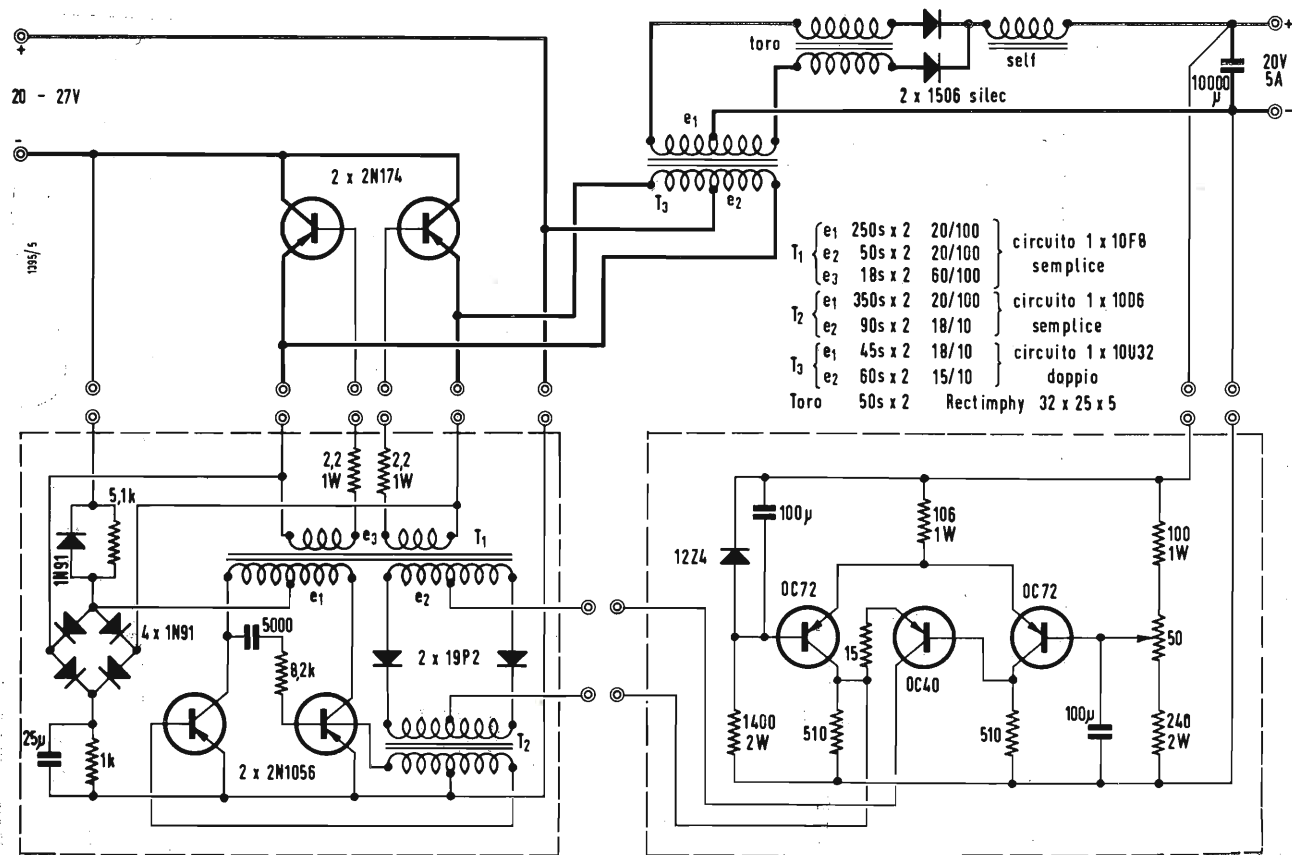 +
20 - 27V
-
1395/5
2 x 2N174
toro
self
2 x 1506 silec
+
20V
5A
10000
µ
-
e1
T3
e2
T1 { e1 250s x 2 20/100
e2 50s x 2 20/100
e3 18s x 2 60/100 } circuito 1 x 10F8
semplice
T2 { e1 350s x 2 20/100
e2 90s x 2 18/10 } circuito 1 x 10D6
semplice
T3 { e1 45s x 2 18/10
e2 60s x 2 15/10 } circuito 1 x 10U32
doppio
Toro 50s x 2 Rectimphy 32 x 25 x 5
2,2
1W
2,2
1W
5,1k
1N91
e3
T1
e1
e2
4 x 1N91
5000
8,2k
2 x 19P2
25µ
1k
2 x 2N1056
T2
100µ
106
1W
100
1W
12Z4
OC72
OC72
15
50
OC40
1400
2W
510
510
100µ
240
2W